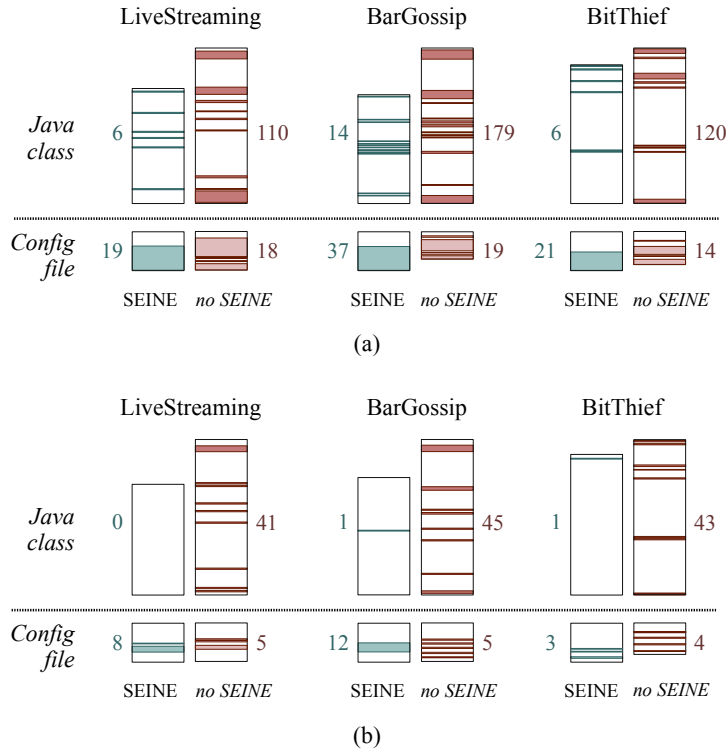 LiveStreaming BarGossip BitThief
Java
class
6 110 14 179 6 120
Config
file
19 18 37 19 21 14
SEINE no SEINE SEINE no SEINE SEINE no SEINE
(a)
LiveStreaming BarGossip BitThief
Java
class
0 41 1 45 1 43
Config
file
8 5 12 5 3 4
SEINE no SEINE SEINE no SEINE SEINE no SEINE
(b)